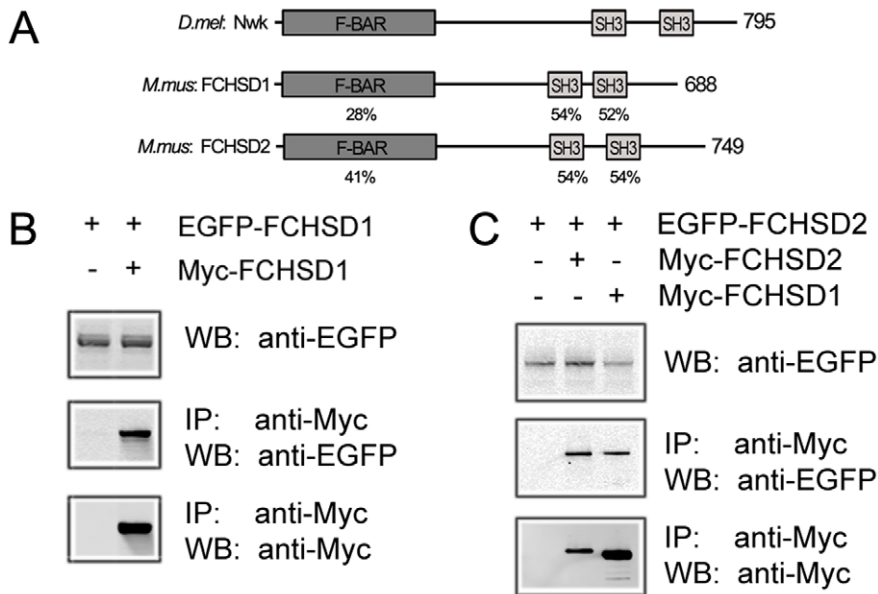 A
D.mel: Nwk F-BAR SH3 SH3 795
M.mus: FCHSD1 F-BAR SH3 SH3 688
28% 54% 52%
M.mus: FCHSD2 F-BAR SH3 SH3 749
41% 54% 54%
B
+ + EGFP-FCHSD1
- + Myc-FCHSD1
WB: anti-EGFP
IP: anti-Myc
WB: anti-EGFP
IP: anti-Myc
WB: anti-Myc
C
+ + + EGFP-FCHSD2
- + - Myc-FCHSD2
- - + Myc-FCHSD1
WB: anti-EGFP
IP: anti-Myc
WB: anti-EGFP
IP: anti-Myc
WB: anti-Myc